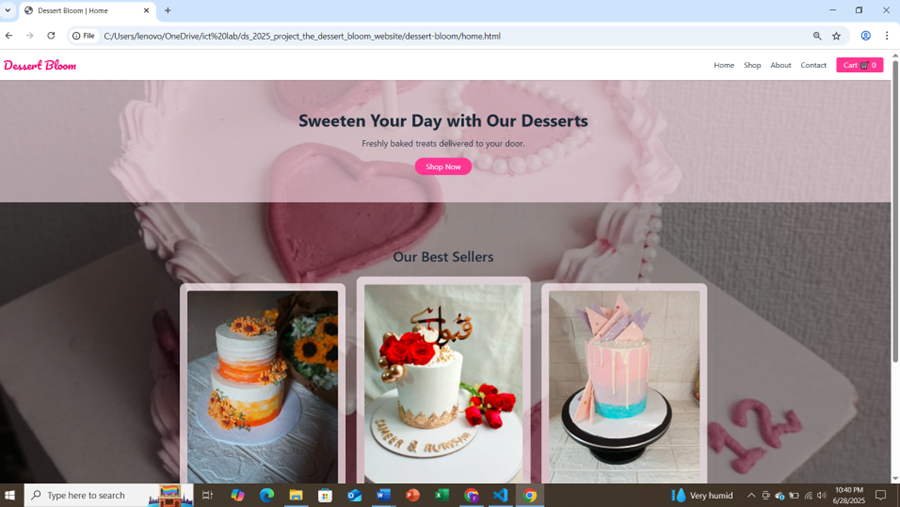 Dessert Bloom | Home
File
C:/Users/lenovo/OneDrive/ict%20lab/ds_2025_project_the_dessert_bloom_website/dessert-bloom/home.html
Dessert Bloom
Home Shop About Contact Cart 0
Sweeten Your Day with Our Desserts
Freshly baked treats delivered to your door.
Shop Now
Our Best Sellers
12
Type here to search
Very humid
10:40 PM
6/28/2025